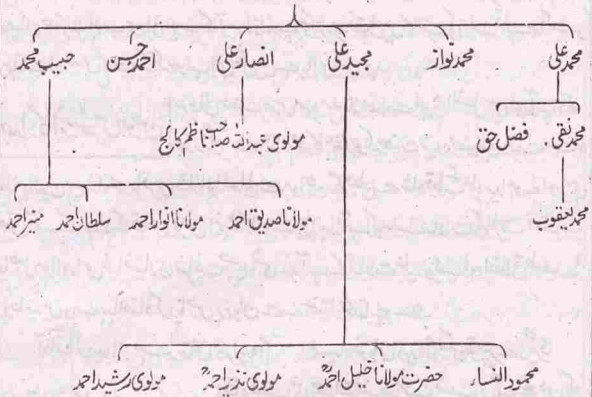 محمد علی محمد نواز مجید علی انصار علی احمد حسن حبیب محمد
محمد نقی فضل حق
مولوی عبداللہ صاحب ناظم کالج
محمد یعقوب
مولانا صدیق احمد مولانا انوار احمد سلطان احمد منیر احمد
محمود النساء حضرت مولانا خلیل احمدؒ مولوی نذیر احمدؒ مولوی رشید احمد